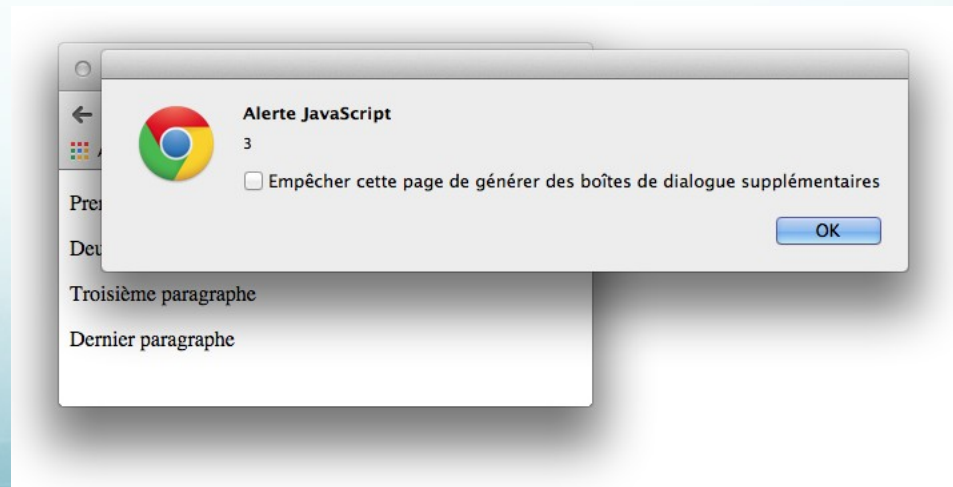 Alerte JavaScript
3
Empêcher cette page de générer des boîtes de dialogue supplémentaires
OK
Troisième paragraphe
Dernier paragraphe